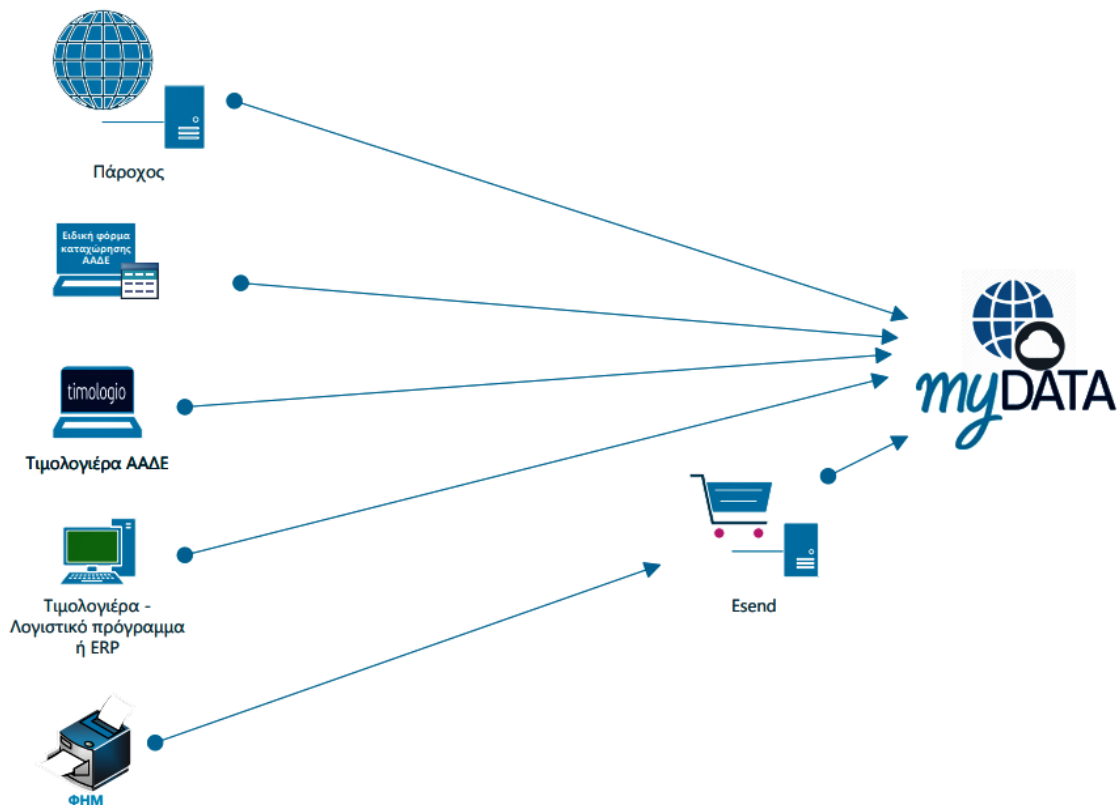 Πάροχος
Ειδική φόρμα
καταχώρησης
ΑΑΔΕ
timologio
Τιμολογιέρα ΑΑΔΕ
myDATA
Esend
Τιμολογιέρα -
Λογιστικό πρόγραμμα
ή ERP
ΦΗΜ